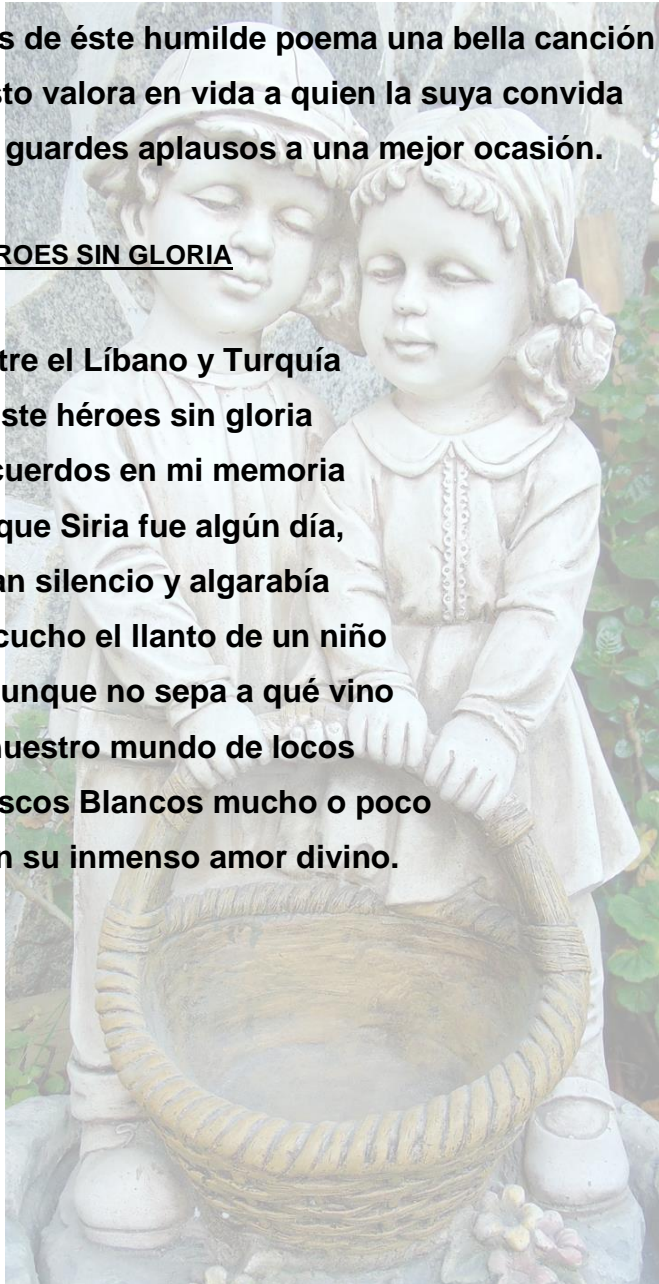 s de éste humilde poema una bella canción
sto valora en vida a quien la suya convida
guardes aplausos a una mejor ocasión.
ROES SIN GLORIA
tre el Líbano y Turquía
ste héroes sin gloria
cuerdos en mi memoria
que Siria fue algún día,
an silencio y algarabía
cucho el llanto de un niño
unque no sepa a qué vino
nuestro mundo de locos
scos Blancos mucho o poco
n su inmenso amor divino.